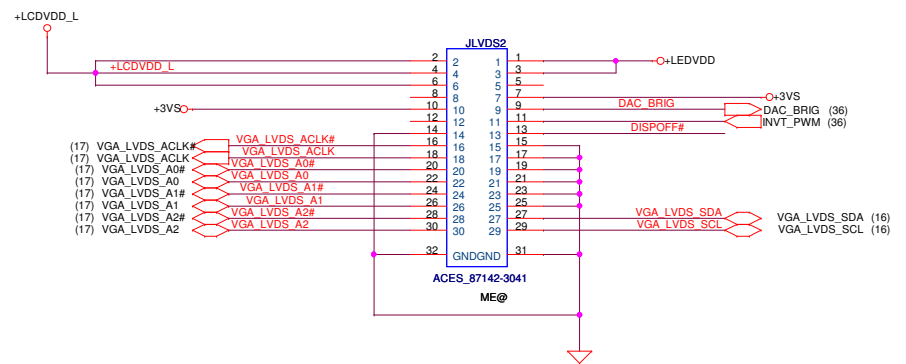 +LCDVDD_L
JLVDS2
2 2 1 1 +LEDVDD
+LCDVDD_L 4 4 3 3
6 6 5 5
8 8 7 7 +3VS
+3VS 10 10 9 9 DAC_BRIG DAC_BRIG (36)
12 12 11 11 INVT_PWM (36)
14 14 13 13 DISPOFF#
(17) VGA_LVDS_ACLK# VGA_LVDS_ACLK# 16 16 15 15
(17) VGA_LVDS_ACLK VGA_LVDS_ACLK 18 18 17 17
(17) VGA_LVDS_A0# VGA_LVDS_A0# 20 20 19 19
(17) VGA_LVDS_A0 VGA_LVDS_A0 22 22 21 21
(17) VGA_LVDS_A1# VGA_LVDS_A1# 24 24 23 23
(17) VGA_LVDS_A1 VGA_LVDS_A1 26 26 25 25
(17) VGA_LVDS_A2# VGA_LVDS_A2# 28 28 27 27 VGA_LVDS_SDA VGA_LVDS_SDA (16)
(17) VGA_LVDS_A2 VGA_LVDS_A2 30 30 29 29 VGA_LVDS_SCL VGA_LVDS_SCL (16)
32 GNDGND 31
ACES_87142-3041
ME@